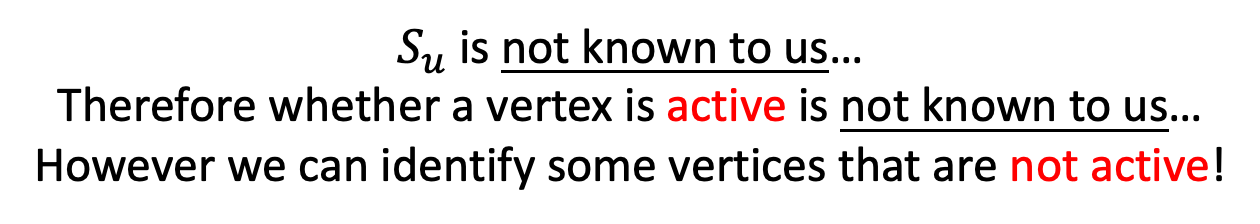 S_u is not known to us...
Therefore whether a vertex is active is not known to us...
However we can identify some vertices that are not active!